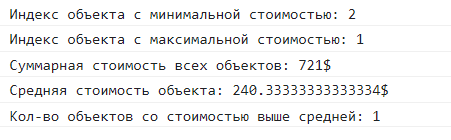 Индекс объекта с минимальной стоимостью: 2
Индекс объекта с максимальной стоимостью: 1
Суммарная стоимость всех объектов: 721$
Средняя стоимость объекта: 240.33333333333334$
Кол-во объектов со стоимостью выше средней: 1